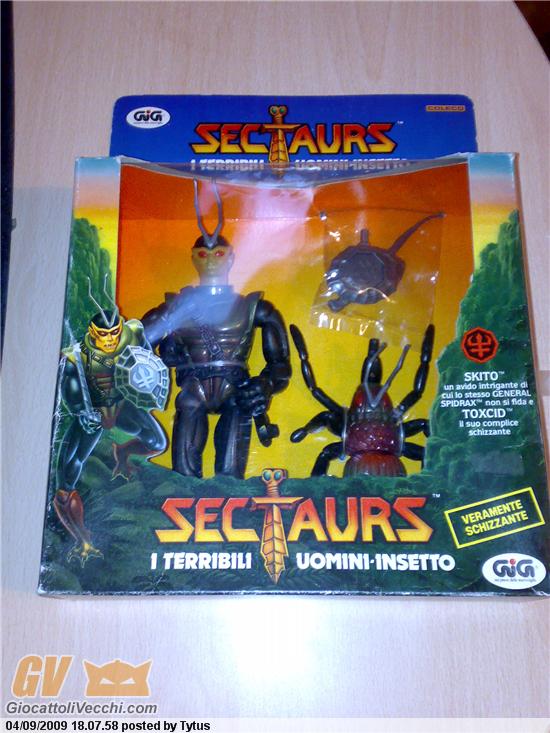 GiG
COLECO
SECTAURS™
I TERRIBILI UOMINI-INSETTO
SKITO™
un avido intrigante di
cui lo stesso GENERAL
SPIDRAX™ non si fida e
TOXCID™
il suo complice
schizzante
SECTAURS™
I TERRIBILI UOMINI-INSETTO
VERAMENTE
SCHIZZANTE
GiG
GV
GiocattoliVecchi.com
04/09/2009 18.07.58 posted by Tytus